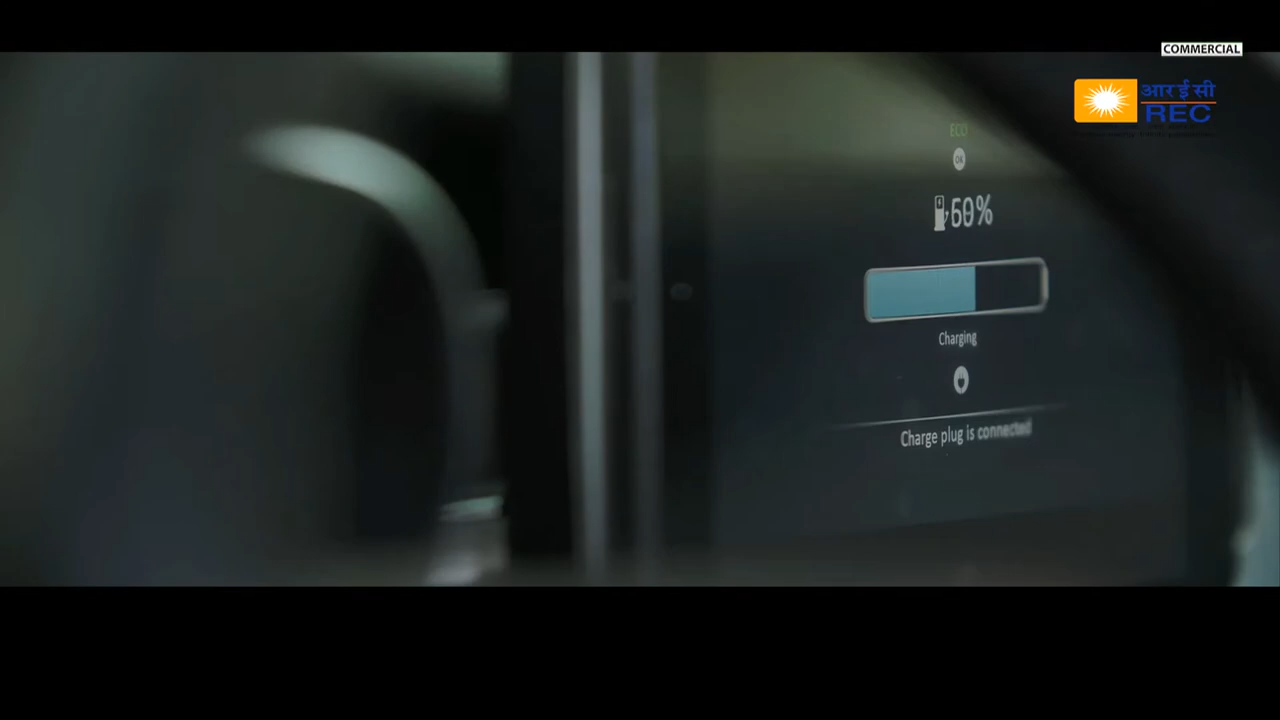 COMMERCIAL
आर ई सी
REC
ECO
60%
Charging
Charge plug is connected